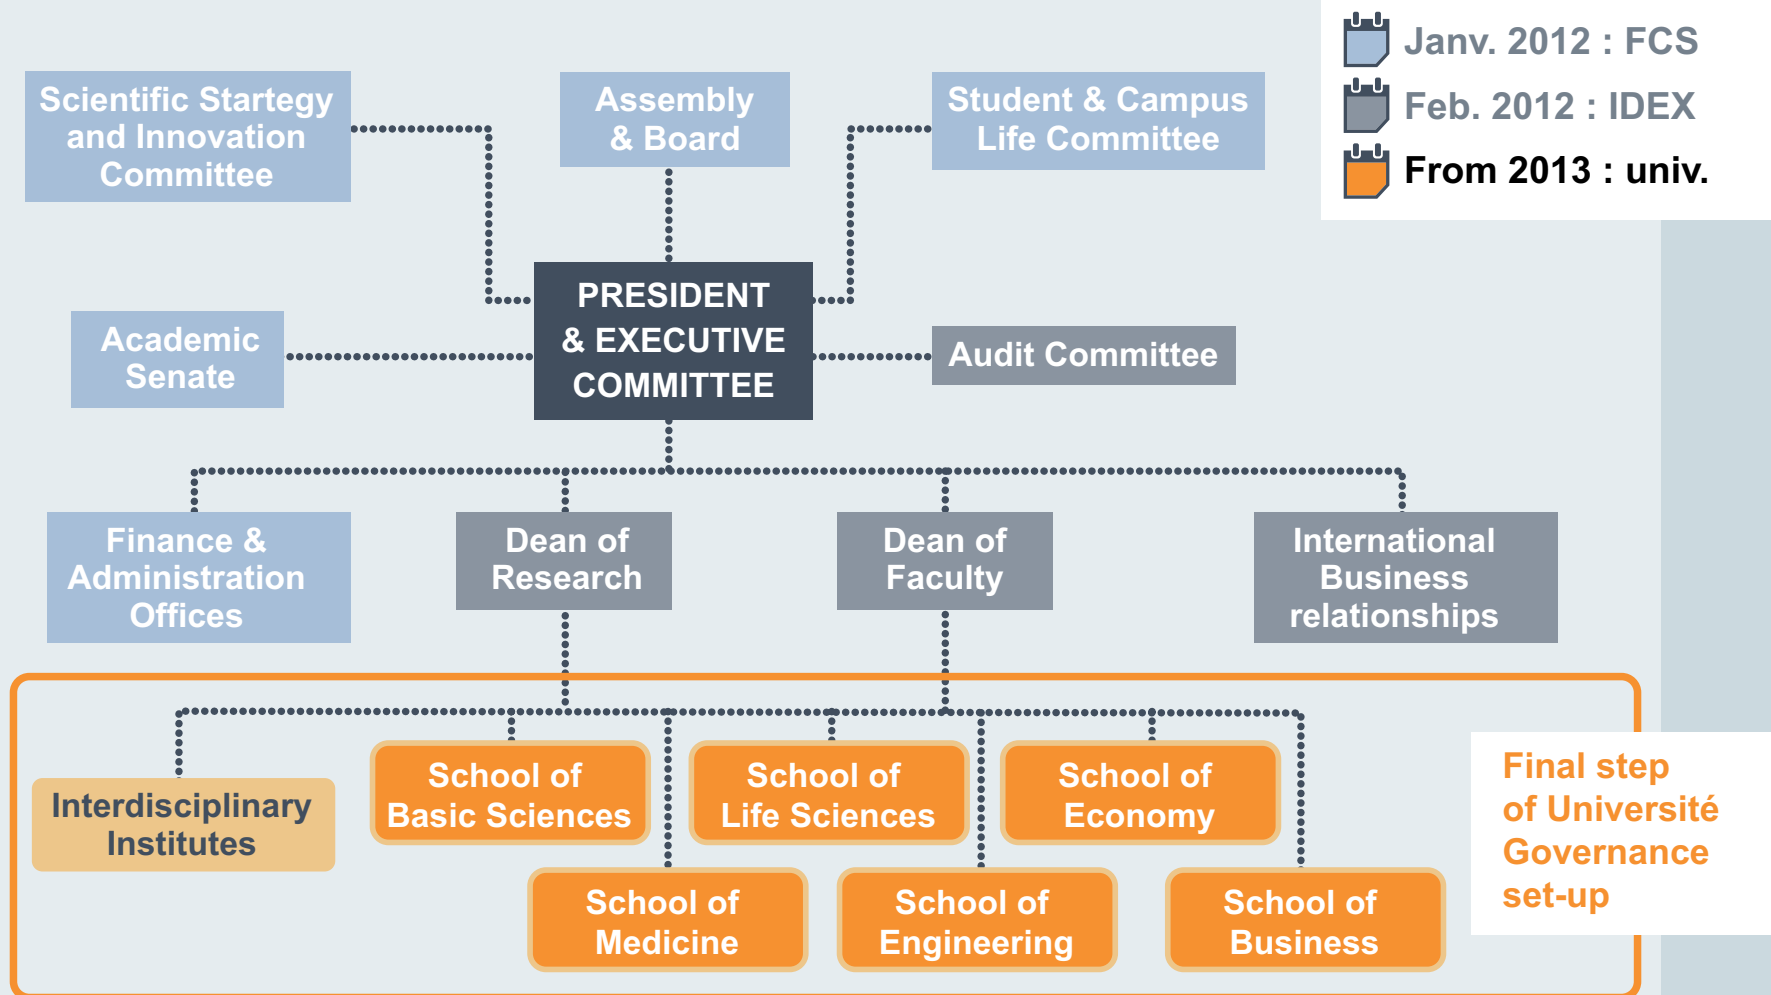 Janv. 2012 : FCS
Feb. 2012 : IDEX
From 2013 : univ.
Scientific Startegy
and Innovation
Committee
Assembly
& Board
Student & Campus
Life Committee
PRESIDENT
& EXECUTIVE
COMMITTEE
Academic
Senate
Audit Committee
Finance &
Administration
Offices
Dean of
Research
Dean of
Faculty
International
Business
relationships
Interdisciplinary
Institutes
School of
Basic Sciences
School of
Life Sciences
School of
Economy
School of
Medicine
School of
Engineering
School of
Business
Final step
of Université
Governance
set-up